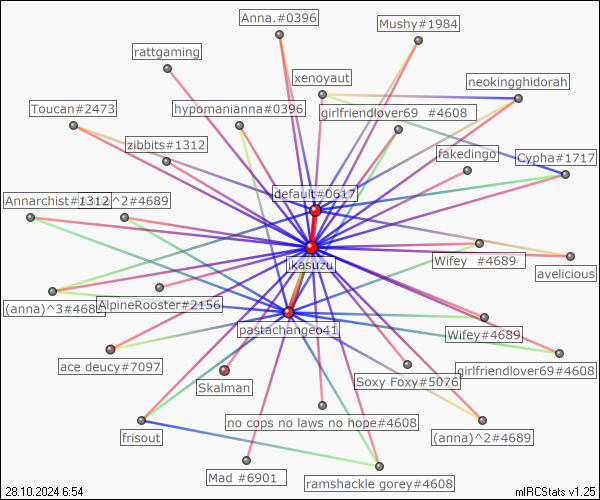 Anna.#0396
Mushy#1984
rattgaming
xenoyaut
neokingghidorah
Toucan#2473
hypomanianna#0396
girlfriendlover69 #4608
zibbits#1312
fakedingo
Cypha#1717
default#0617
Annarchist#1312
^2#4689
ikasuzu
Wifey #4689
avelicious
(anna)^3#4689
AlpineRooster#2156
pastachangeo41
Wifey#4689
ace deucy#7097
girlfriendlover69#4608
Skalman
Soxy Foxy#5076
no cops no laws no hope#4608
frisout
(anna)^2#4689
Mad #6901
ramshackle gorey#4608
28.10.2024 6:54
mIRCStats v1.25